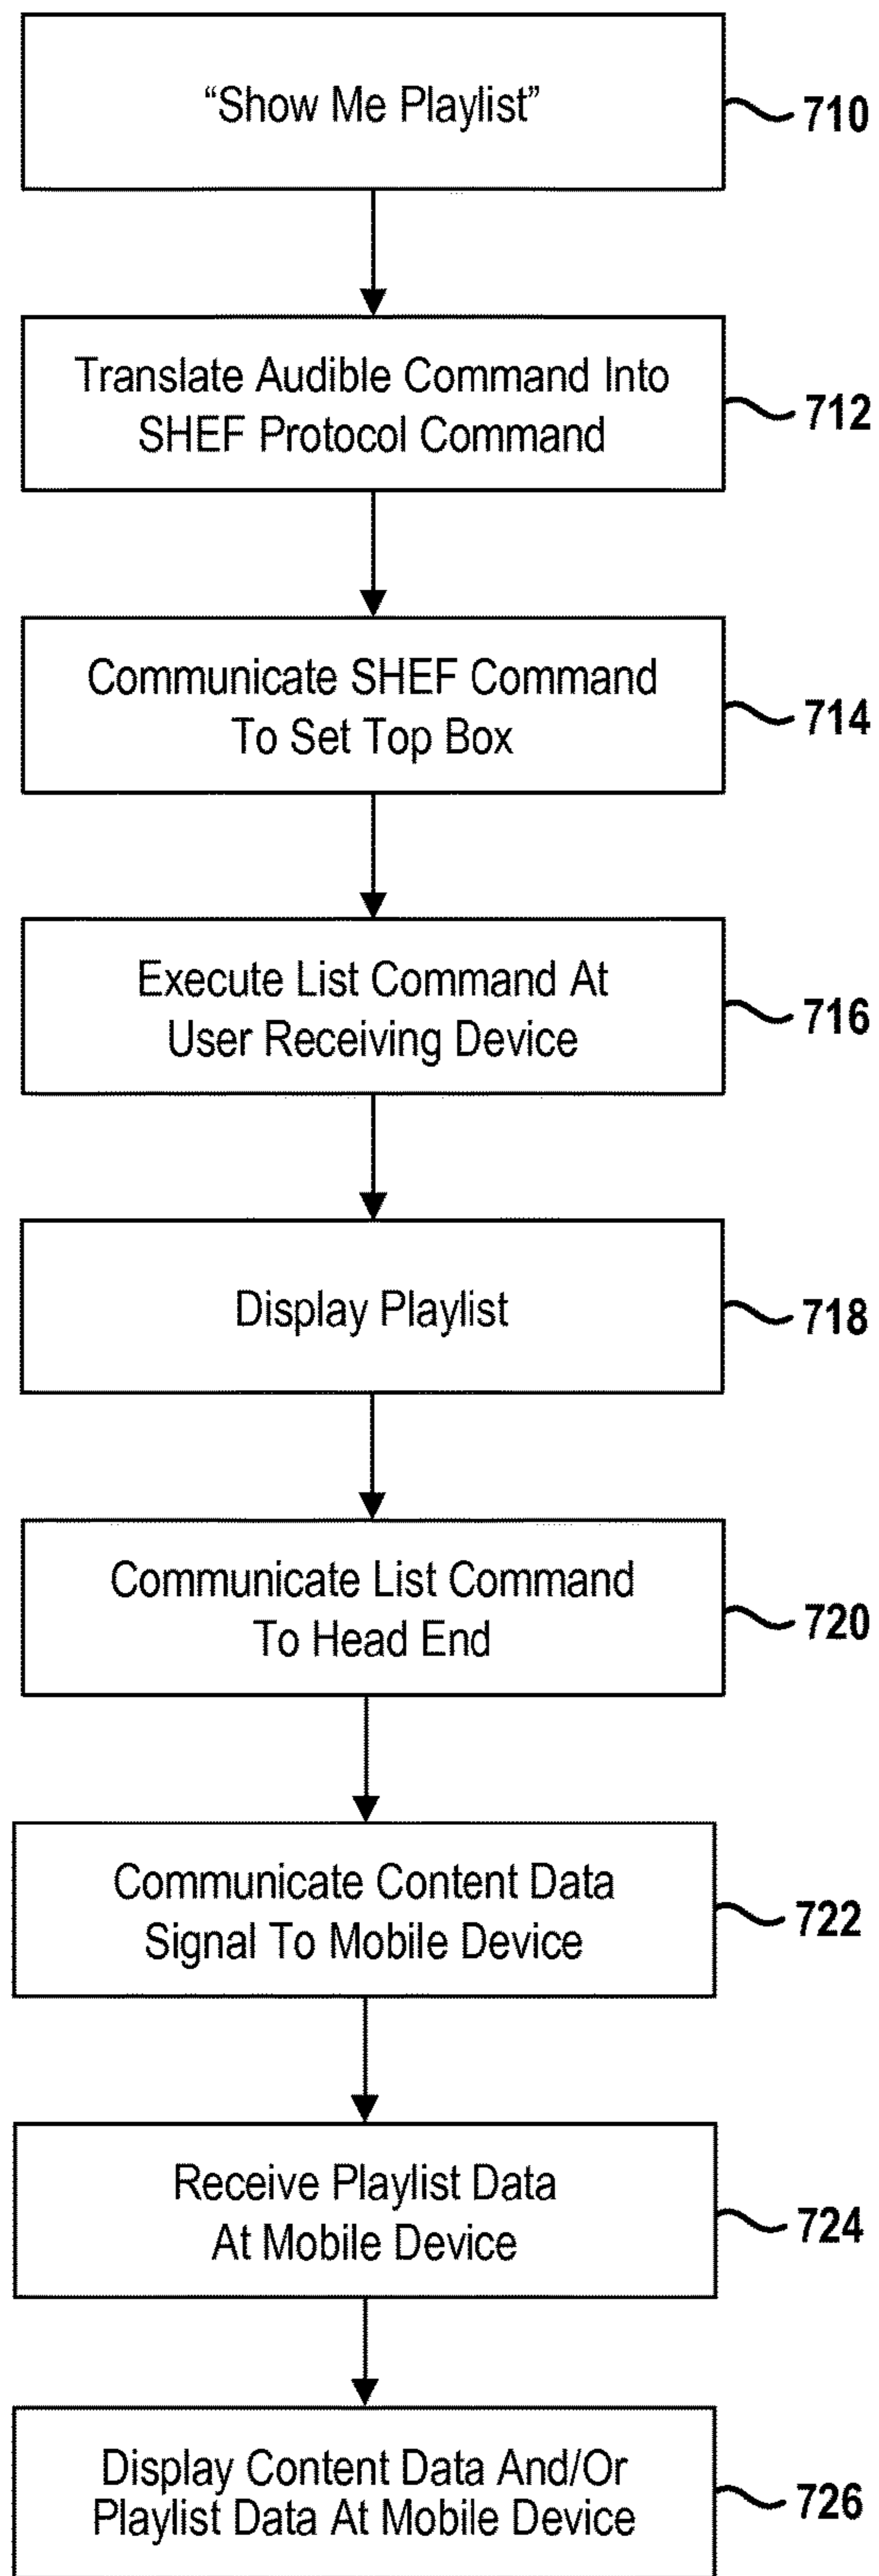 “Show Me Playlist”
710
Translate Audible Command Into
SHEF Protocol Command
712
Communicate SHEF Command
To Set Top Box
714
Execute List Command At
User Receiving Device
716
Display Playlist
718
Communicate List Command
To Head End
720
Communicate Content Data
Signal To Mobile Device
722
Receive Playlist Data
At Mobile Device
724
Display Content Data And/Or
Playlist Data At Mobile Device
726